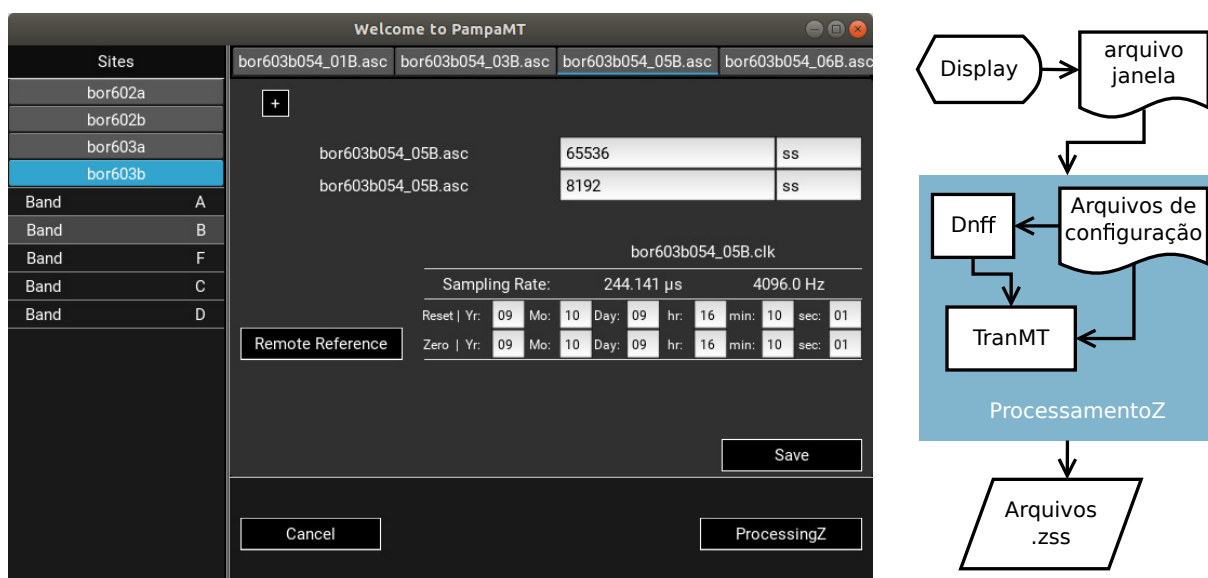 Welcome to PampaMT
Sites
bor602a
bor602b
bor603a
bor603b
Band A
Band B
Band F
Band C
Band D
bor603b054_01B.asc bor603b054_03B.asc bor603b054_05B.asc bor603b054_06B.asc
+
bor603b054_05B.asc 65536 ss
bor603b054_05B.asc 8192 ss
bor603b054_05B.clk
Sampling Rate: 244.141 µs 4096.0 Hz
Reset | Yr: 09 Mo: 10 Day: 09 hr: 16 min: 10 sec: 01
Remote Reference
Zero | Yr: 09 Mo: 10 Day: 09 hr: 16 min: 10 sec: 01
Save
Cancel
ProcessingZ
Display
arquivo
janela
Dnff
Arquivos de
configuração
TranMT
ProcessamentoZ
Arquivos
.zss